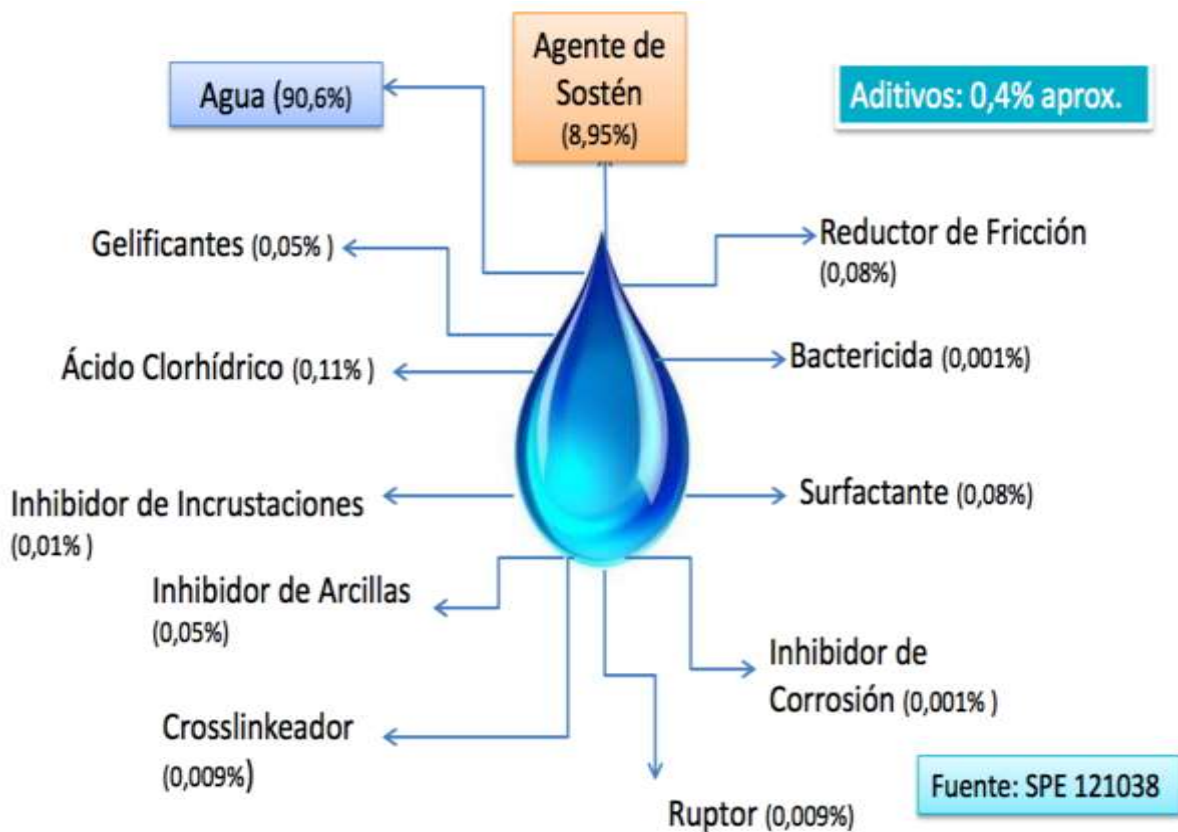 Agente de
Sostén
(8,95%)
Agua (90,6%)
Aditivos: 0,4% aprox.
Gelificantes (0,05% )
Reductor de Fricción
(0,08%)
Ácido Clorhídrico (0,11% )
Bactericida (0,001%)
Inhibidor de Incrustaciones
(0,01% )
Surfactante (0,08%)
Inhibidor de Arcillas
(0,05%)
Inhibidor de
Corrosión (0,001% )
Crosslinkeador
(0,009%)
Ruptor (0,009%)
Fuente: SPE 121038